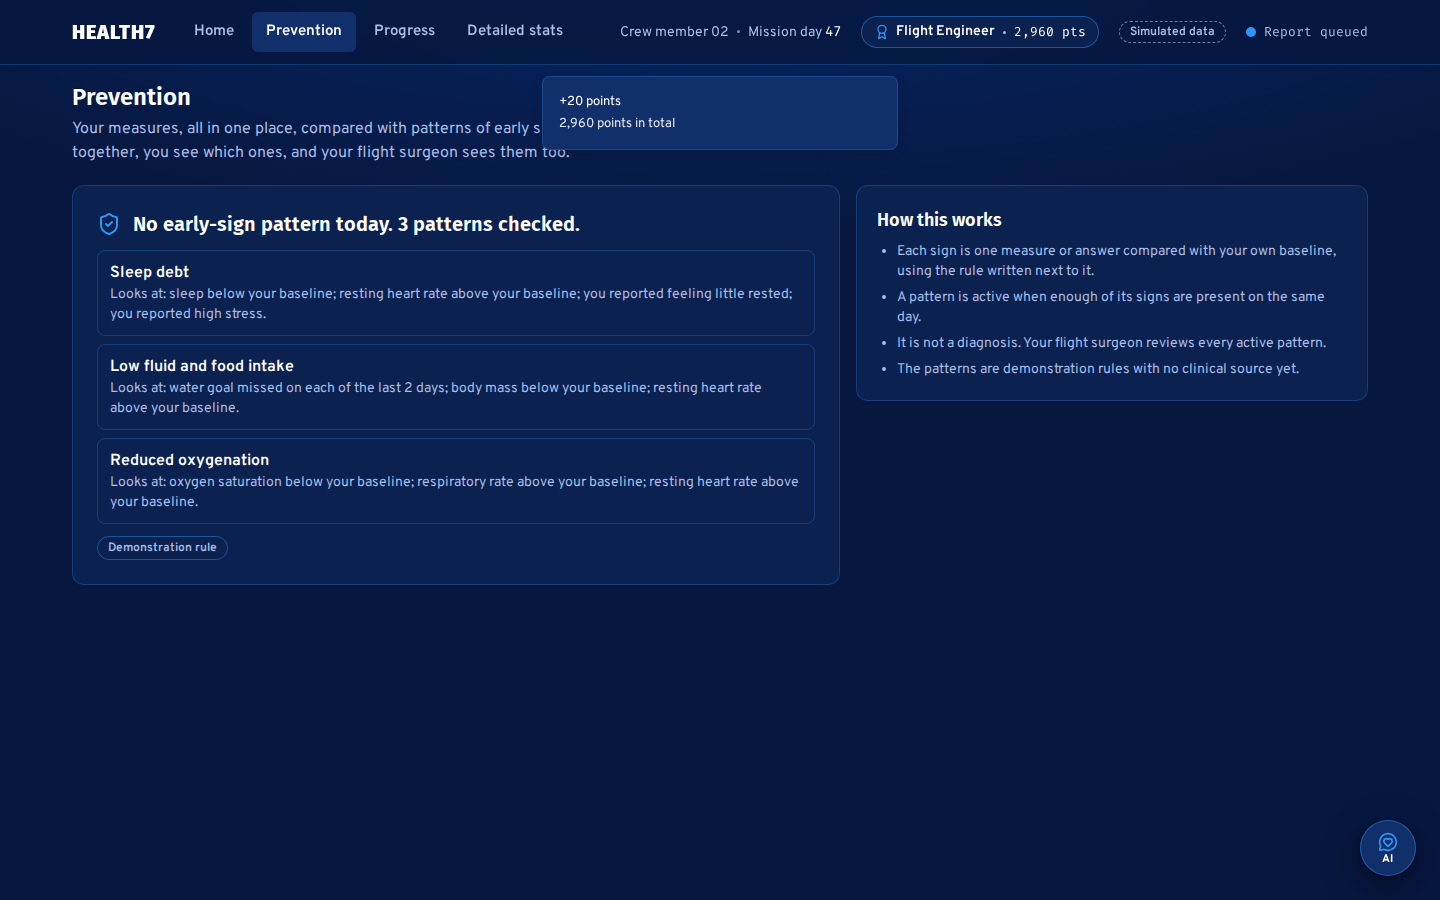 HEALTH7
Home
Prevention
Progress
Detailed stats
Crew member 02 • Mission day 47
Flight Engineer • 2,960 pts
Simulated data
Report queued
+20 points
2,960 points in total
Prevention
Your measures, all in one place, compared with patterns of early s
together, you see which ones, and your flight surgeon sees them too.
No early-sign pattern today. 3 patterns checked.
Sleep debt
Looks at: sleep below your baseline; resting heart rate above your baseline; you reported feeling little rested;
you reported high stress.
Low fluid and food intake
Looks at: water goal missed on each of the last 2 days; body mass below your baseline; resting heart rate
above your baseline.
Reduced oxygenation
Looks at: oxygen saturation below your baseline; respiratory rate above your baseline; resting heart rate above
your baseline.
Demonstration rule
How this works
• Each sign is one measure or answer compared with your own baseline,
using the rule written next to it.
• A pattern is active when enough of its signs are present on the same
day.
• It is not a diagnosis. Your flight surgeon reviews every active pattern.
• The patterns are demonstration rules with no clinical source yet.
AI